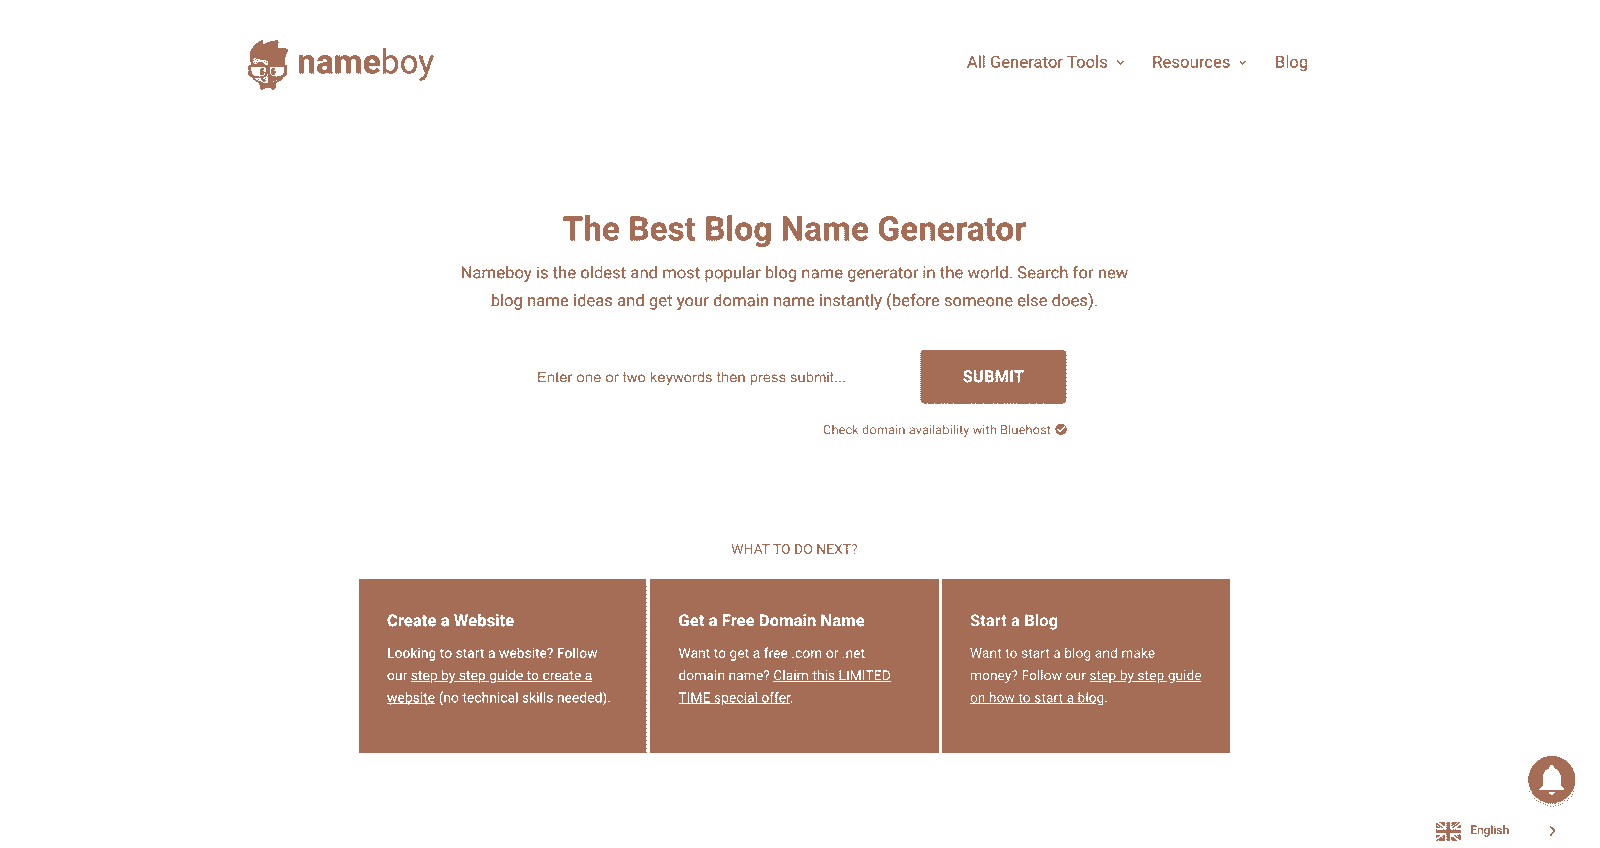 nameboy
All Generator Tools
Resources
Blog
The Best Blog Name Generator
Nameboy is the oldest and most popular blog name generator in the world. Search for new
blog name ideas and get your domain name instantly (before someone else does).
Enter one or two keywords then press submit...
SUBMIT
Check domain availability with Bluehost
WHAT TO DO NEXT?
Create a Website
Looking to start a website? Follow
our step by step guide to create a
website (no technical skills needed).
Get a Free Domain Name
Want to get a free .com or .net
domain name? Claim this LIMITED
TIME special offer.
Start a Blog
Want to start a blog and make
money? Follow our step by step guide
on how to start a blog.
English